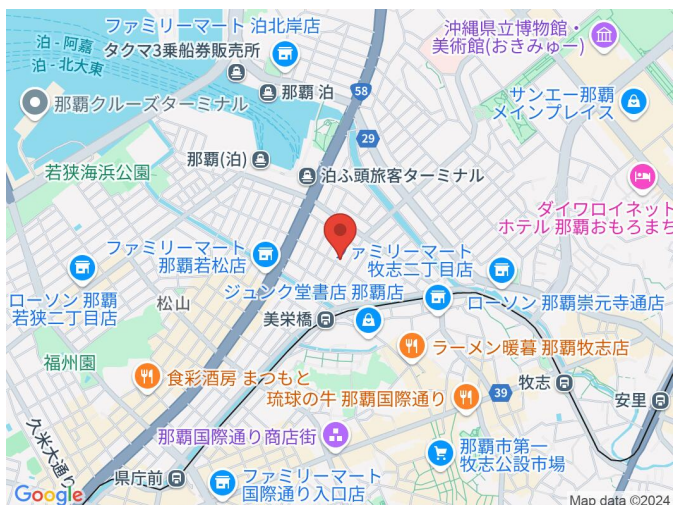 ファミリーマート 泊北岸店
沖縄県立博物館・
美術館(おきみゅー)
泊 - 阿嘉
泊 - 北大東
タクマ3乗船券販売所
那覇クルーズターミナル
那覇 泊
58
サンエー那覇
メインプレイス
29
那覇(泊)
若狭海浜公園
泊ふ頭旅客ターミナル
ダイワロイネット
ホテル 那覇おもろまち
ファミリーマート
那覇若松店
ァミリーマート
牧志二丁目店
ローソン 那覇
若狭二丁目店
松山
ジュンク堂書店 那覇店
ローソン 那覇崇元寺通店
美栄橋
福州園
ラーメン暖暮 那覇牧志店
食彩酒房 まつもと
琉球の牛 那覇国際通り
39
牧志
安里
久米大通り
那覇国際通り商店街
那覇市第一
牧志公設市場
県庁前
ファミリーマート
国際通り入口店
Google
Map data ©2024